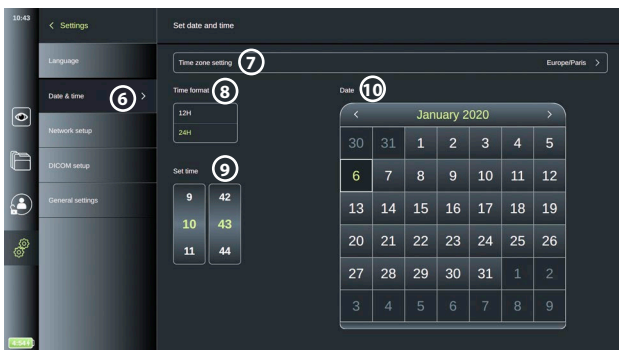 10:43
< Settings
Set date and time
Language
Time zone setting 7
Europe/Paris >
Date & time 6 >
Time format 8
Date 10
12H
24H
< January 2020 >
Network setup
30 31 1 2 3 4 5
DICOM setup
Set time 9
6 7 8 9 10 11 12
General settings
9 42
10 43
11 44
13 14 15 16 17 18 19
20 21 22 23 24 25 26
27 28 29 30 31 1 2
3 4 5 6 7 8 9